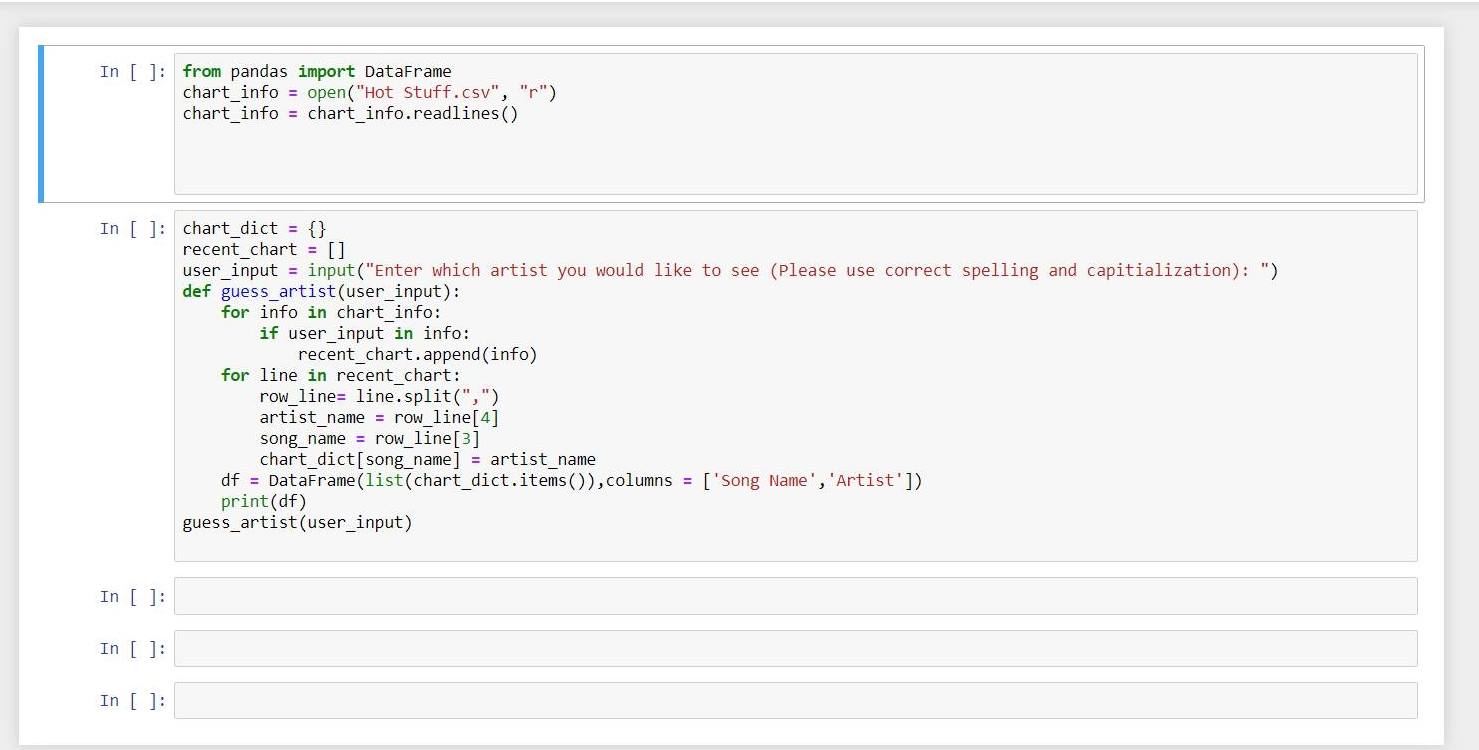 In [ ]: from pandas import DataFrame
chart_info = open("Hot Stuff.csv", "r")
chart_info = chart_info.readlines()
In [ ]: chart_dict = {}
recent_chart = []
user_input = input("Enter which artist you would like to see (Please use correct spelling and capitialization): ")
def guess_artist(user_input):
    for info in chart_info:
        if user_input in info:
            recent_chart.append(info)
    for line in recent_chart:
        row_line= line.split(",")
        artist_name = row_line[4]
        song_name = row_line[3]
        chart_dict[song_name] = artist_name
    df = DataFrame(list(chart_dict.items()),columns = ['Song Name','Artist'])
    print(df)
guess_artist(user_input)
In [ ]:
In [ ]:
In [ ]: